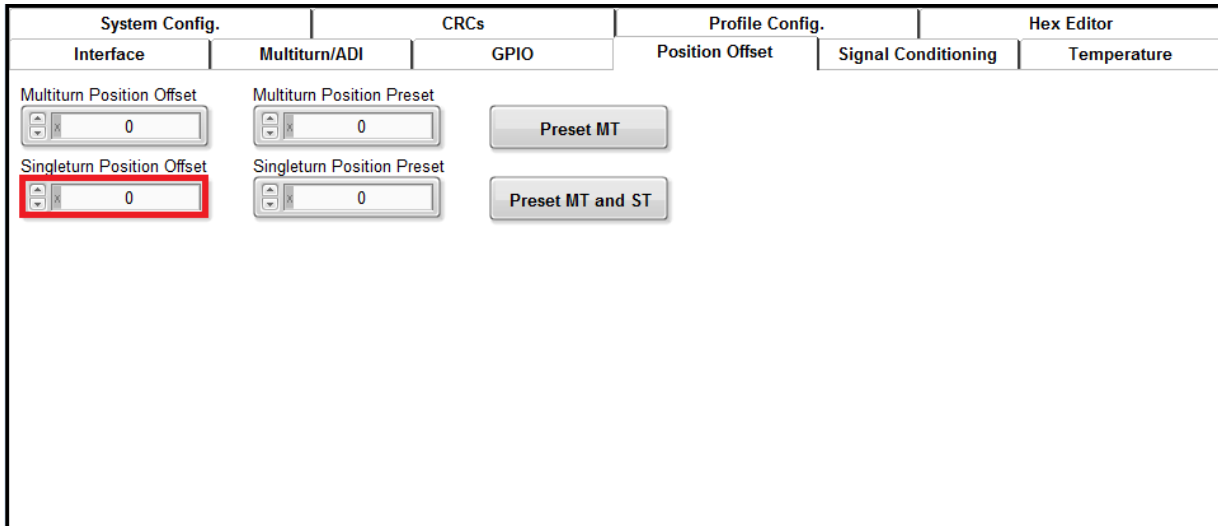 System Config. CRCs Profile Config. Hex Editor
Interface Multiturn/ADI GPIO Position Offset Signal Conditioning Temperature
Multiturn Position Offset Multiturn Position Preset
x 0 x 0 Preset MT
Singleturn Position Offset Singleturn Position Preset
x 0 x 0 Preset MT and ST